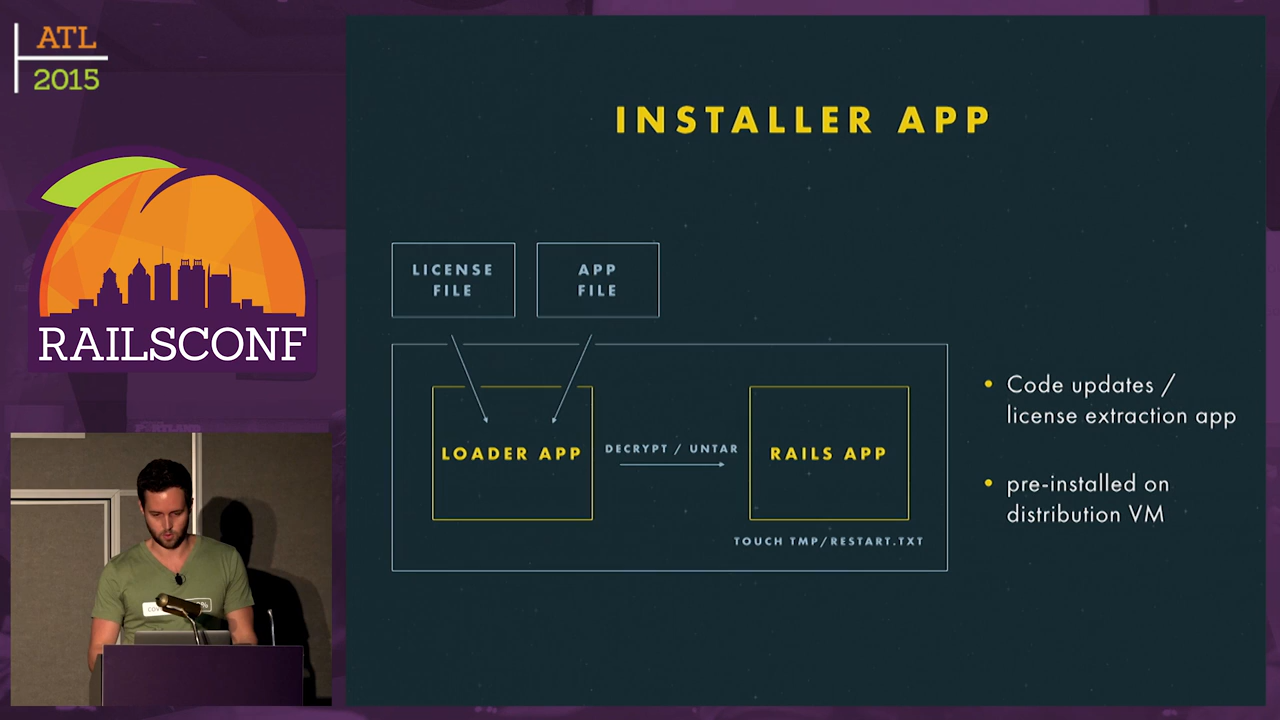 ATL
2015
RAILSCONF
INSTALLER APP
LICENSE
FILE
APP
FILE
LOADER APP
DECRYPT / UNTAR
RAILS APP
TOUCH TMP/RESTART.TXT
• Code updates /
license extraction app
• pre-installed on
distribution VM